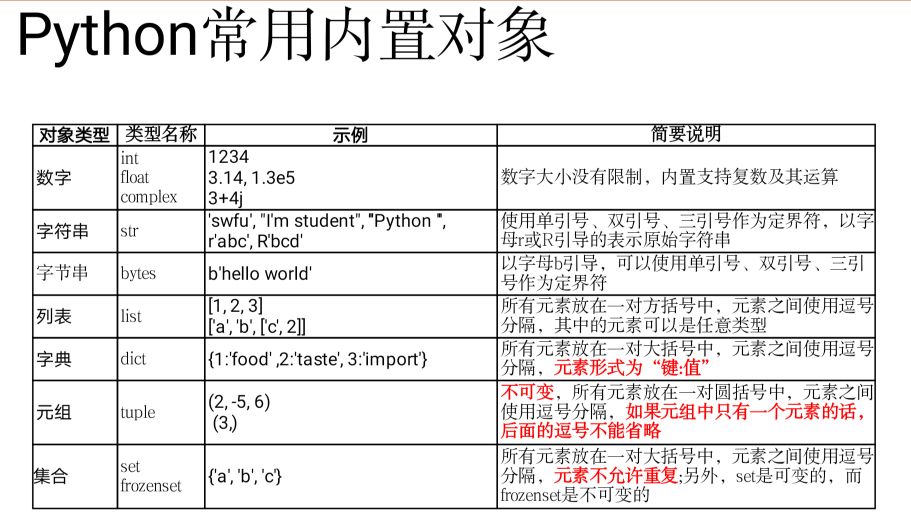 Python常用内置对象
对象类型 类型名称 示例 简要说明
数字
int
float
complex
1234
3.14, 1.3e5
3+4j
数字大小没有限制，内置支持复数及其运算
字符串
str
'swfu', "I'm student", '''Python ''',
r'abc', R'bcd'
使用单引号、双引号、三引号作为定界符，以字
母r或R引导的表示原始字符串
字节串
bytes
b'hello world'
以字母b引导，可以使用单引号、双引号、三引
号作为定界符
列表
list
[1, 2, 3]
['a', 'b', ['c', 2]]
所有元素放在一对方括号中，元素之间使用逗号
分隔，其中的元素可以是任意类型
字典
dict
{1:'food' ,2:'taste', 3:'import'}
所有元素放在一对大括号中，元素之间使用逗号
分隔，元素形式为“键:值”
元组
tuple
(2, -5, 6)
(3,)
不可变，所有元素放在一对圆括号中，元素之间
使用逗号分隔，如果元组中只有一个元素的话，
后面的逗号不能省略
集合
set
frozenset
{'a', 'b', 'c'}
所有元素放在一对大括号中，元素之间使用逗号
分隔，元素不允许重复;另外，set是可变的，而
frozenset是不可变的